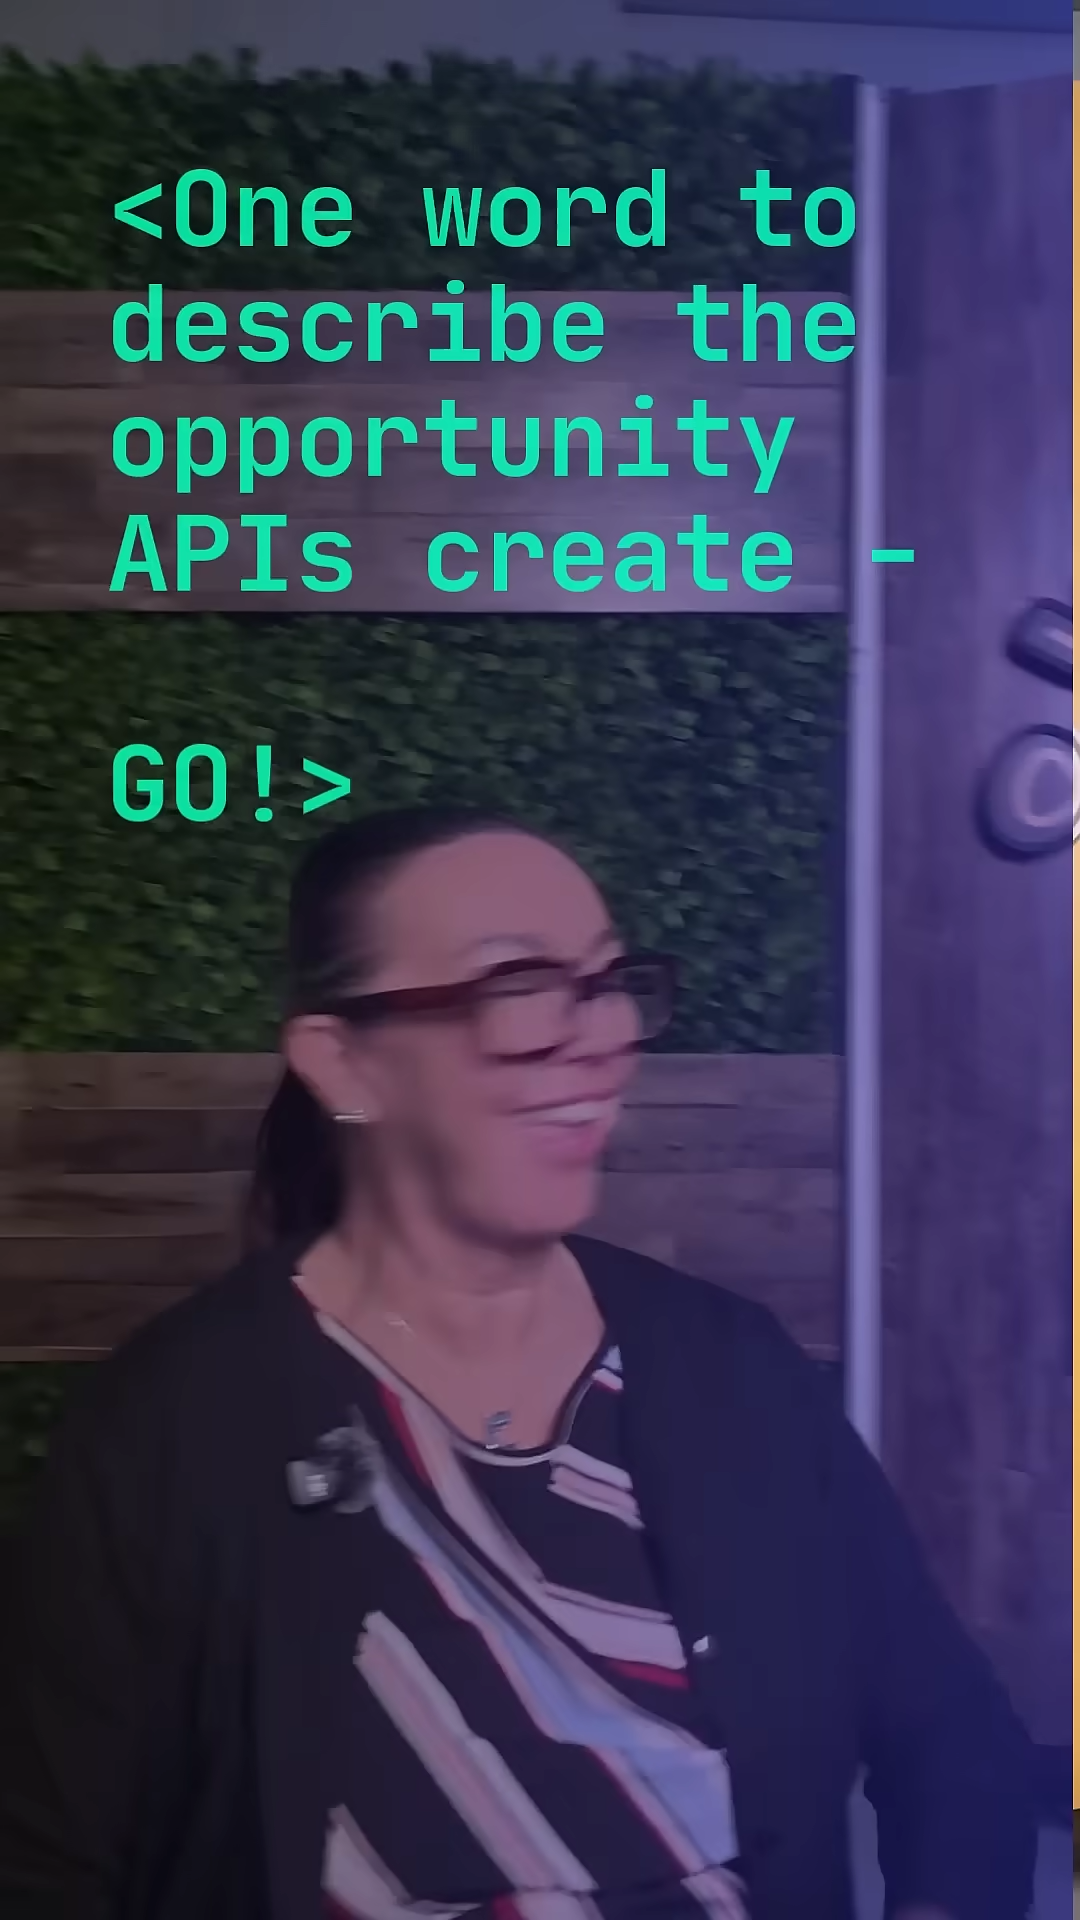 <One word to
describe the
opportunity
APIs create -
GO!>